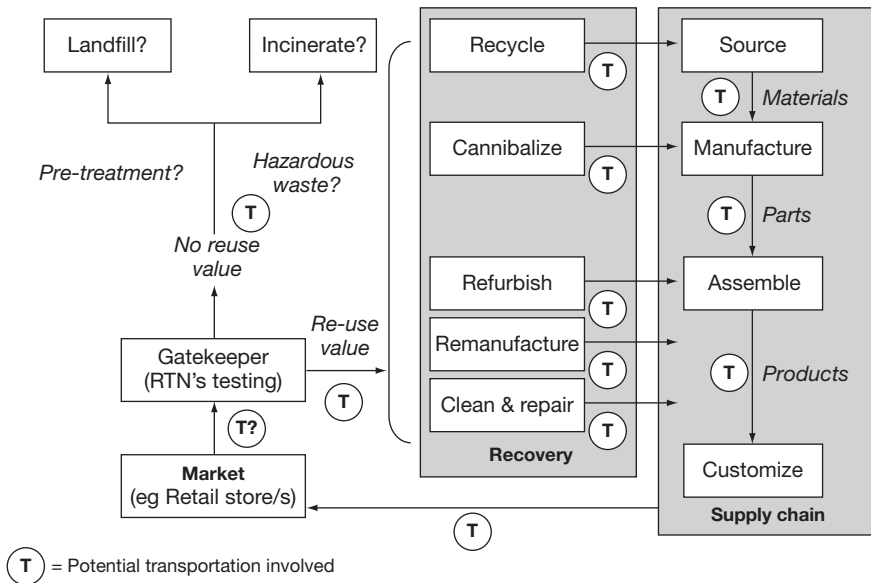 Landfill?
Incinerate?
Recycle
T
Source
T
Materials
Pre-treatment?
Hazardous
waste?
T
Cannibalize
T
Manufacture
T
Parts
No reuse
value
Refurbish
T
Assemble
Re-use
value
T
Gatekeeper
(RTN's testing)
Remanufacture
T
T
Products
Clean & repair
T
T?
Recovery
Market
(eg Retail store/s)
Customize
Supply chain
T
T = Potential transportation involved